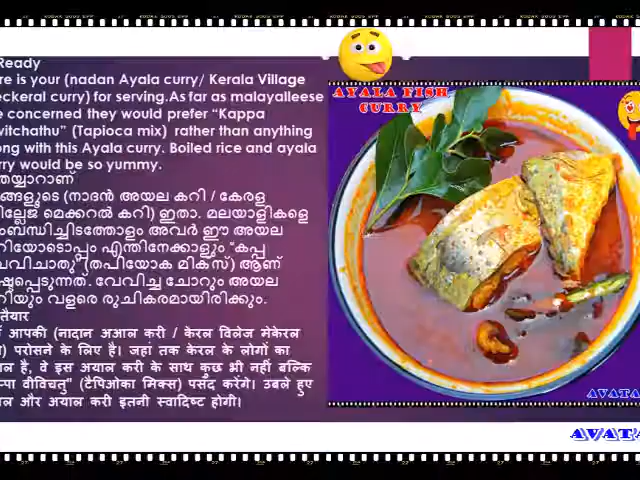 Ready
re is your (nadan Ayala curry/ Kerala Village
eckeral curry) for serving.As far as malayalleese
e concerned they would prefer “Kappa
vitchathu” (Tapioca mix) rather than anything
ong with this Ayala curry. Boiled rice and ayala
rry would be so yummy.
തയ്യാറാണ്
ങ്ങളുടെ (നാദൻ അയല കറി / കേരള
ില്ലേജ് മെക്കറൽ കറി) ഇതാ. മലയാളികളെ
ംബന്ധിച്ചിടത്തോളം അവർ ഈ അയല
റിയോടൊപ്പം എന്തിനേക്കാളും “കപ്പ
വവിചാതു” (തപിയോക മിക്സ്) ആണ്
ഷ്ടപ്പെടുന്നത്. വേവിച്ച ചോറും അയല
റിയും വളരെ രുചികരമായിരിക്കും.
तैयार
ँ आपकी (नादान अआल करी / केरल विलेज मेकेरल
) परोसने के लिए है। जहां तक केरल के लोगों का
ल है, वे इस अयाल करी के साथ कुछ भी नहीं बल्कि
प्पा वीविचतु" (टैपिओका मिक्स) पसंद करेंगे। उबले हुए
ल और अयाल करी इतनी स्वादिष्ट होगी।
AYALA FISH
CURRY
AVATA
AVATA